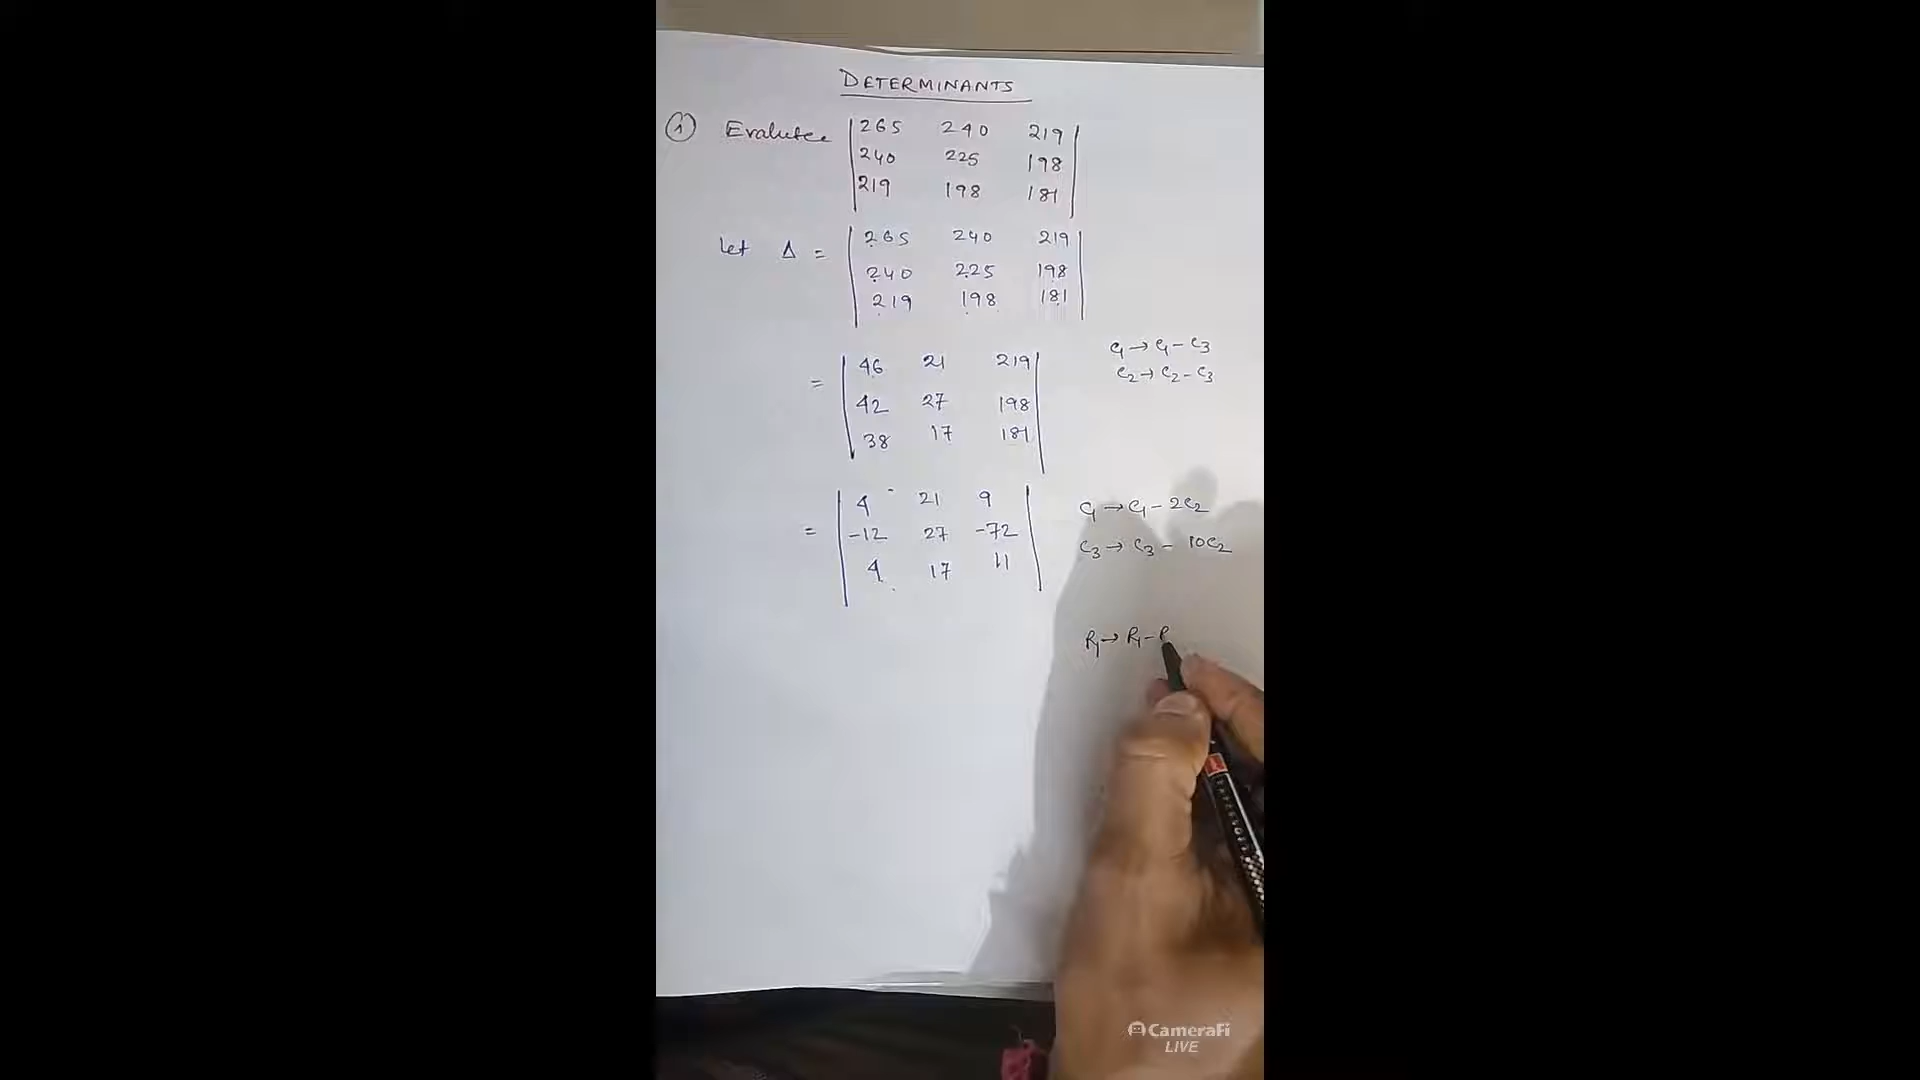 DETERMINANTS
1 Evalute |265 240 219|
|240 225 198|
|219 198 181|
Let Δ = |265 240 219|
|240 225 198|
|219 198 181|
C1 → C1 - C3
C2 → C2 - C3
= |46 21 219|
|42 27 198|
|38 17 181|
C1 → C1 - 2C2
C3 → C3 - 10C2
= |4 21 9|
|-12 27 -72|
|4 17 11|
R1 → R1 - R
CameraFi
LIVE